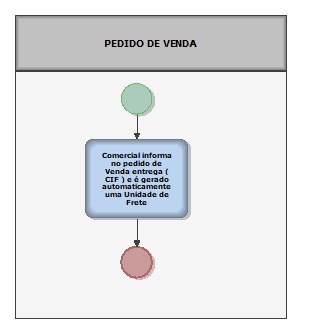 PEDIDO DE VENDA
Comercial informa
no pedido de
Venda entrega (
CIF ) e é gerado
automaticamente
uma Unidade de
Frete